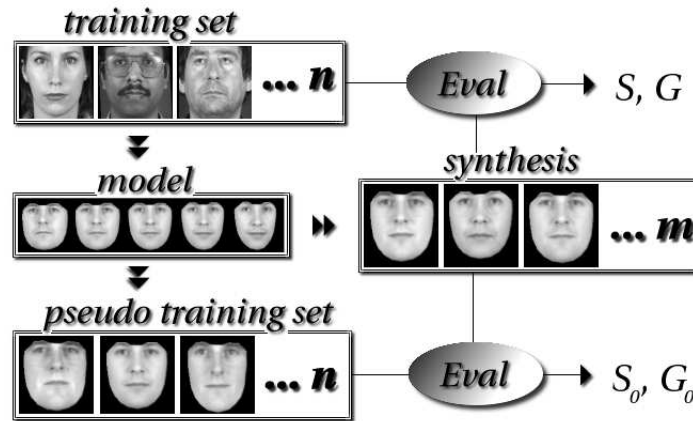 training set
... n
Eval
S, G
model
synthesis
... m
pseudo training set
... n
Eval
S₀, G₀